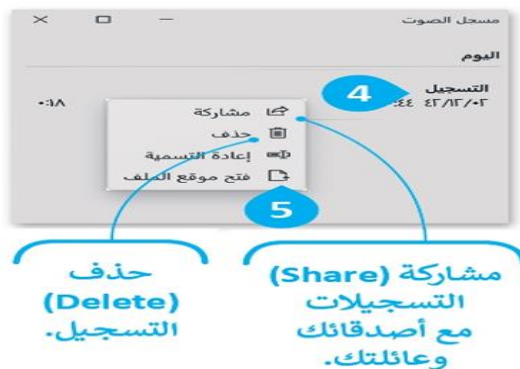 مسجل الصوت
اليوم
التسجيل
4
٤٢/١٢/٠٢
٠:١٨
مشاركة
حذف
إعادة التسمية
فتح موقع الملف
5
مشاركة (Share)
التسجيلات
مع أصدقائك
وعائلتك.
حذف
(Delete)
التسجيل.